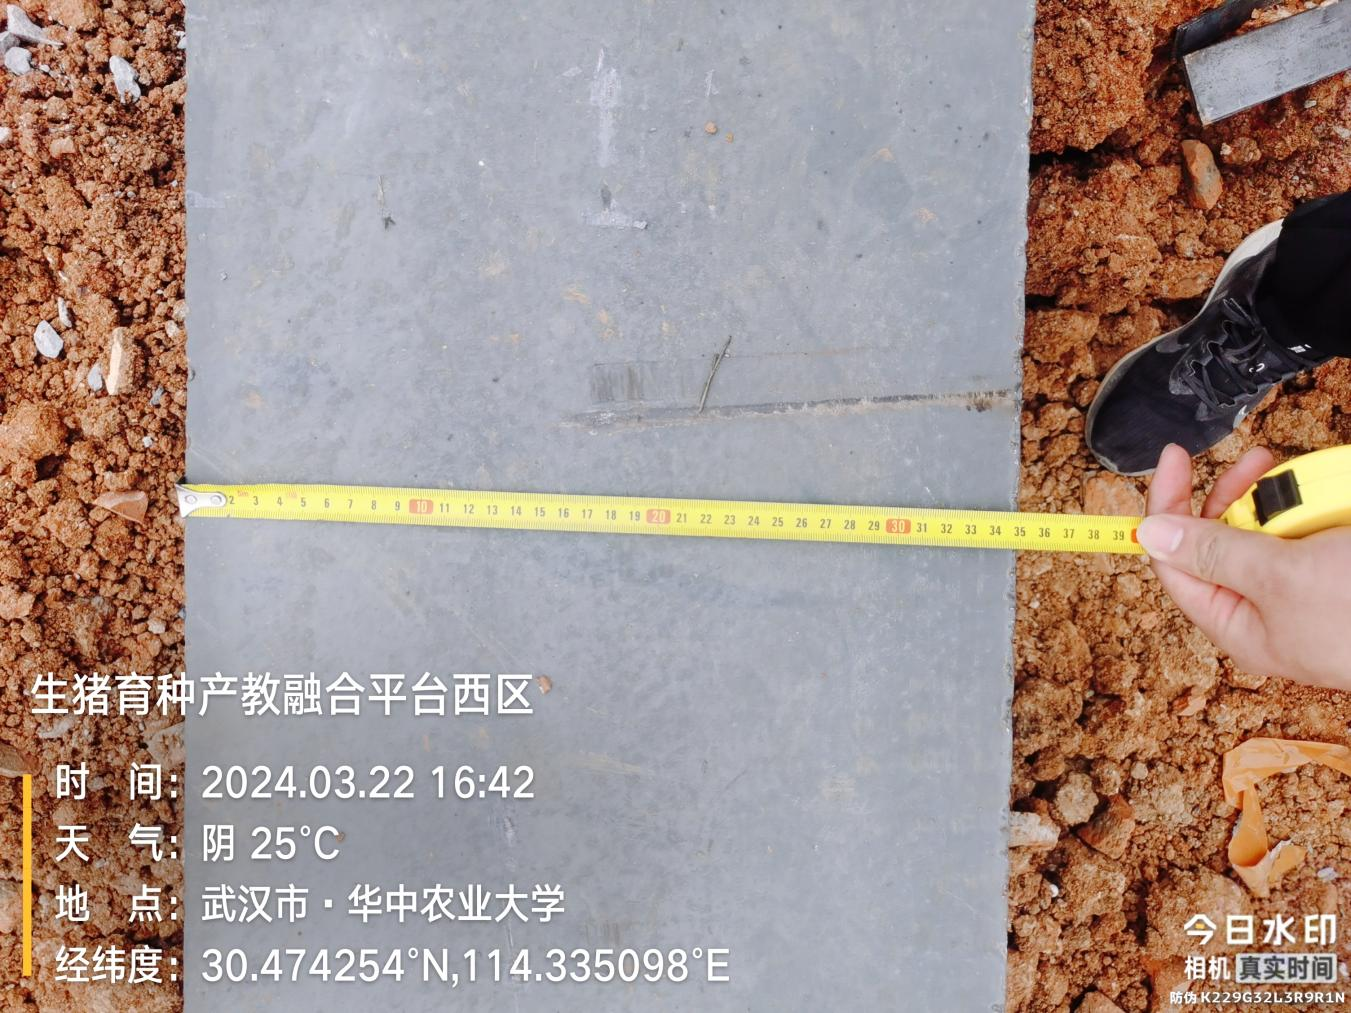 2 3 4 5 6 7 8 9 10 11 12 13 14 15 16 17 18 19 20 21 22 23 24 25 26 27 28 29 30 31 32 33 34 35 36 37 38 39
生猪育种产教融合平台西区
时 间：2024.03.22 16:42
天 气：阴 25°C
地 点：武汉市·华中农业大学
经纬度：30.474254°N,114.335098°E
今日水印
相机 真实时间
防伪 K229G32L3R9R1N